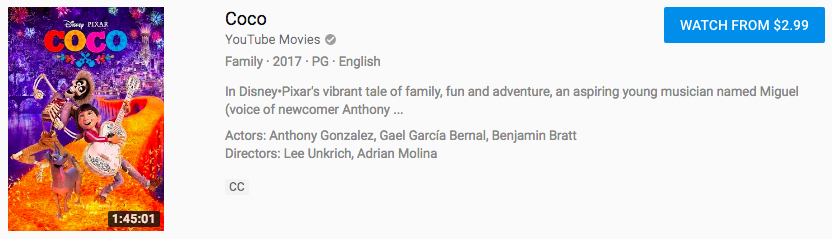 Disney PIXAR
COCO
1:45:01
Coco
YouTube Movies
Family · 2017 · PG · English
In Disney•Pixar's vibrant tale of family, fun and adventure, an aspiring young musician named Miguel
(voice of newcomer Anthony ...
Actors: Anthony Gonzalez, Gael García Bernal, Benjamin Bratt
Directors: Lee Unkrich, Adrian Molina
CC
WATCH FROM $2.99